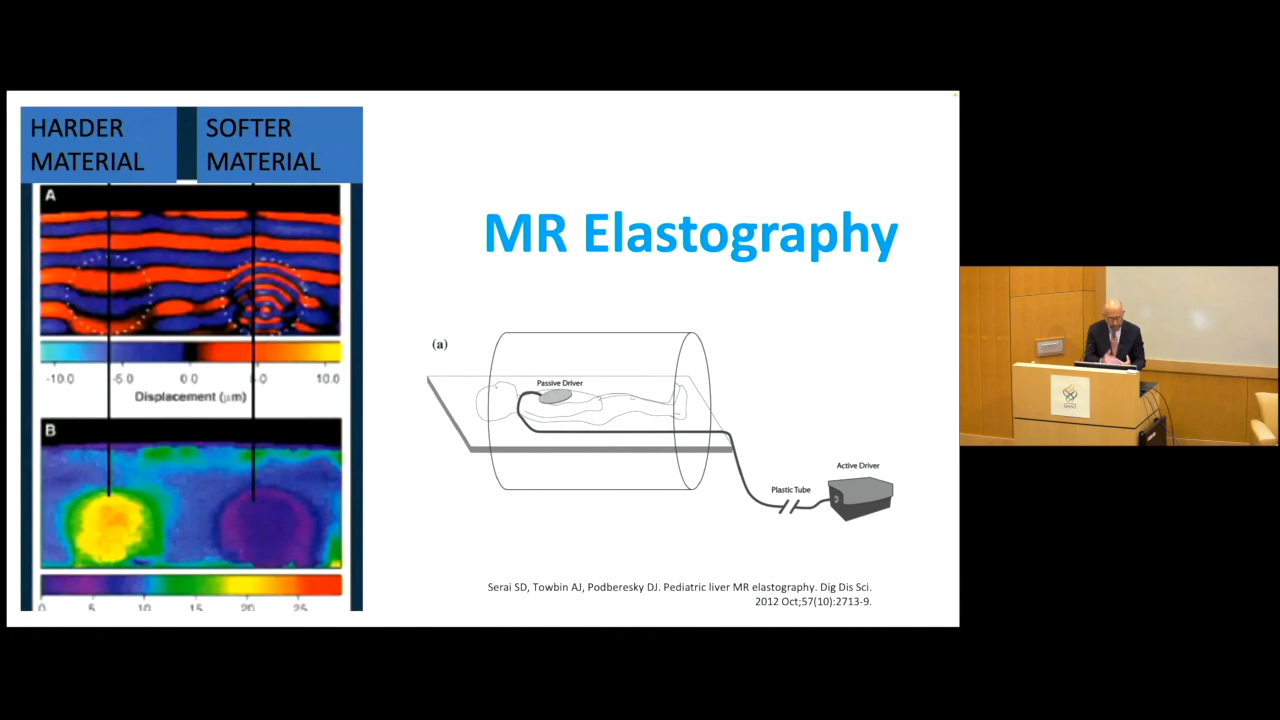 HARDER
MATERIAL
SOFTER
MATERIAL
A
-10.0 -5.0 0.0 10.0
Displacement (μm)
B
0 5 10 15 20 25
MR Elastography
(a)
Passive Driver
Active Driver
Plastic Tube
Serai SD, Towbin AJ, Podberesky DJ. Pediatric liver MR elastography. Dig Dis Sci.
2012 Oct;57(10):2713-9.